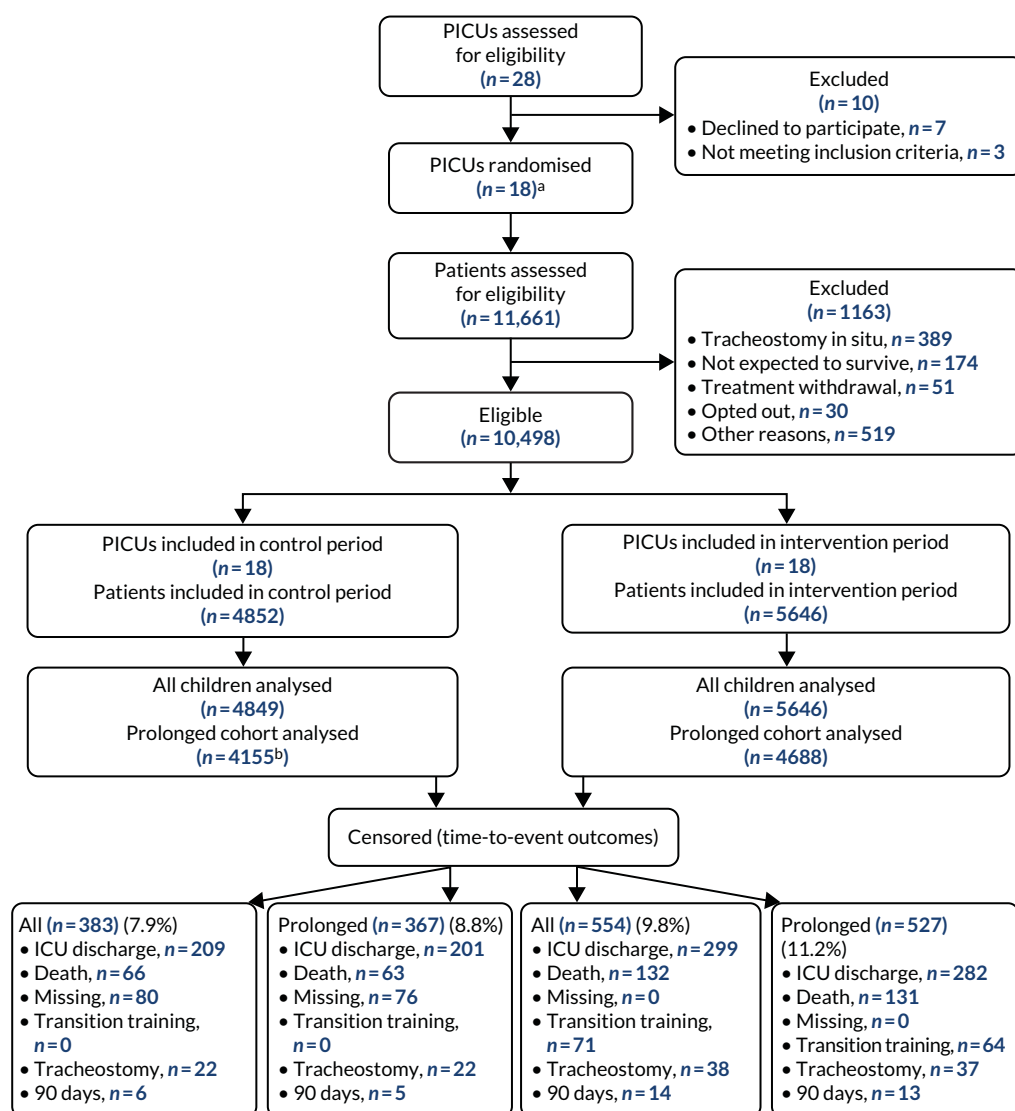 PICUs assessed
for eligibility
(n=28)
Excluded
(n=10)
• Declined to participate, n=7
• Not meeting inclusion criteria, n=3
PICUs randomised
(n=18)a
Patients assessed
for eligibility
(n=11,661)
Excluded
(n=1163)
• Tracheostomy in situ, n=389
• Not expected to survive, n=174
• Treatment withdrawal, n=51
• Opted out, n=30
• Other reasons, n=519
Eligible
(n=10,498)
PICUs included in control period
(n=18)
Patients included in control period
(n=4852)
PICUs included in intervention period
(n=18)
Patients included in intervention period
(n=5646)
All children analysed
(n=4849)
Prolonged cohort analysed
(n=4155b)
All children analysed
(n=5646)
Prolonged cohort analysed
(n=4688)
Censored (time-to-event outcomes)
All (n=383) (7.9%)
• ICU discharge, n=209
• Death, n=66
• Missing, n=80
• Transition training,
n=0
• Tracheostomy, n=22
• 90 days, n=6
Prolonged (n=367) (8.8%)
• ICU discharge, n=201
• Death, n=63
• Missing, n=76
• Transition training,
n=0
• Tracheostomy, n=22
• 90 days, n=5
All (n=554) (9.8%)
• ICU discharge, n=299
• Death, n=132
• Missing, n=0
• Transition training,
n=71
• Tracheostomy, n=38
• 90 days, n=14
Prolonged (n=527)
(11.2%)
• ICU discharge, n=282
• Death, n=131
• Missing, n=0
• Transition training, n=64
• Tracheostomy, n=37
• 90 days, n=13